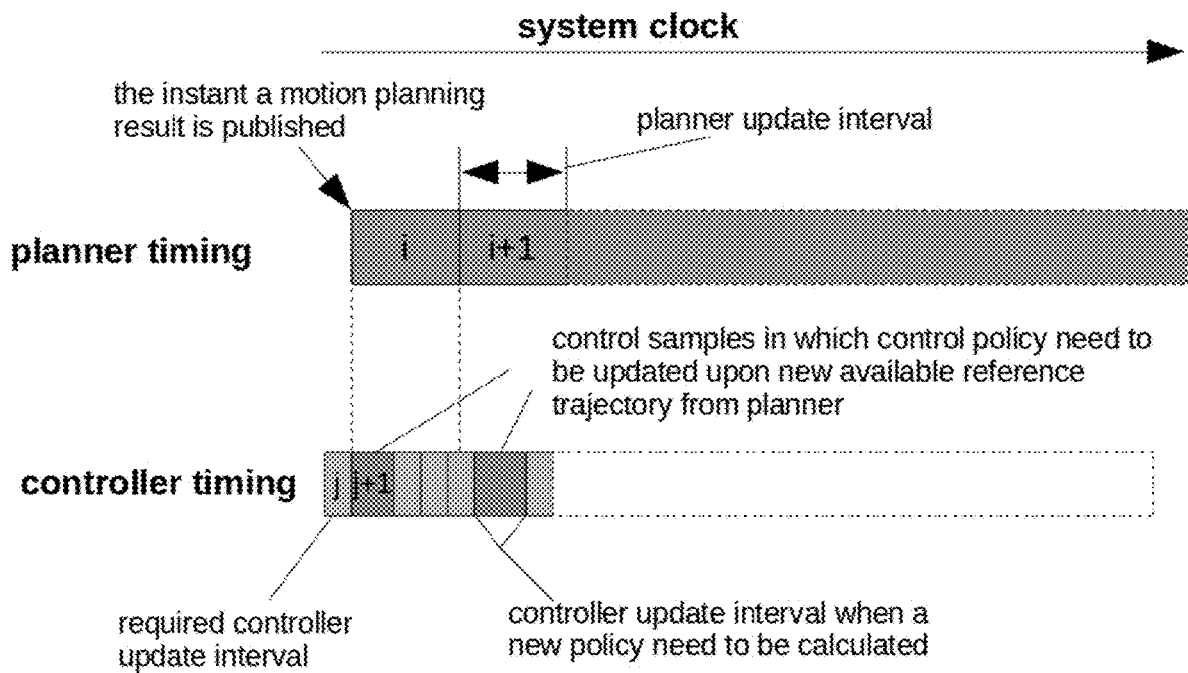 system clock
the instant a motion planning
result is published
planner update interval
planner timing
i
i+1
control samples in which control policy need to
be updated upon new available reference
trajectory from planner
controller timing
j
j+1
required controller
update interval
controller update interval when a
new policy need to be calculated